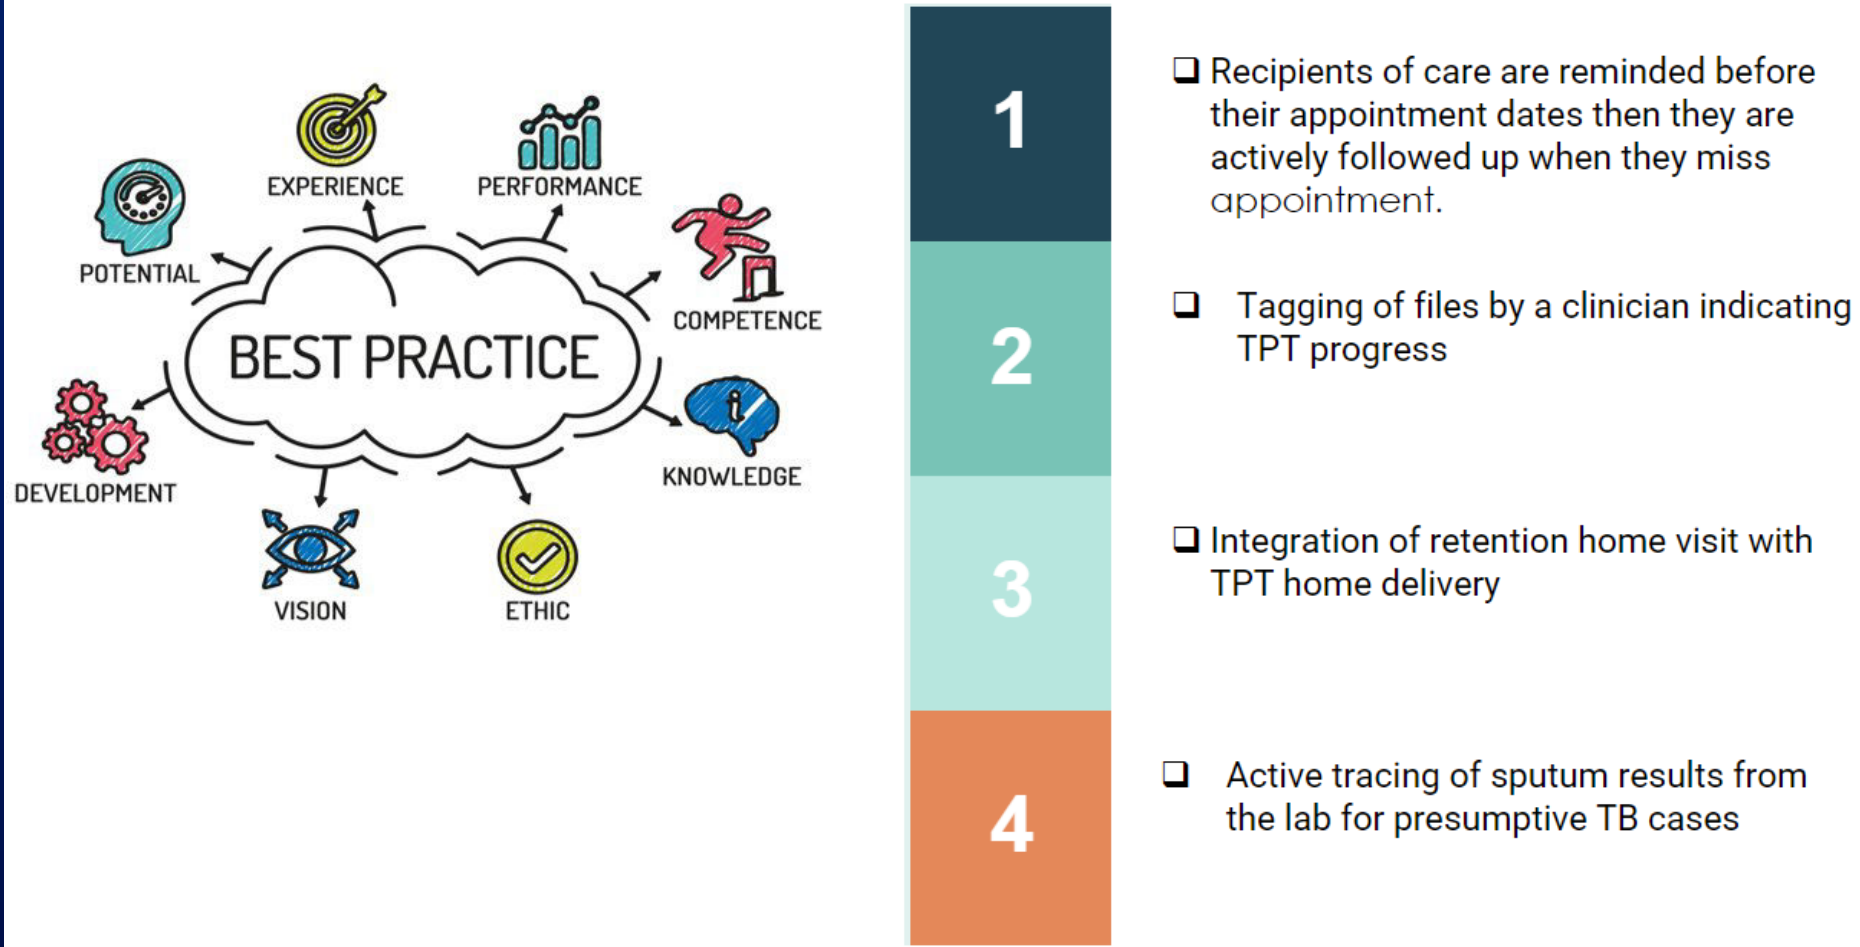 EXPERIENCE
PERFORMANCE
POTENTIAL
COMPETENCE
BEST PRACTICE
KNOWLEDGE
DEVELOPMENT
VISION
ETHIC
1
❑ Recipients of care are reminded before
their appointment dates then they are
actively followed up when they miss
appointment.
2
❑ Tagging of files by a clinician indicating
TPT progress
3
❑ Integration of retention home visit with
TPT home delivery
4
❑ Active tracing of sputum results from
the lab for presumptive TB cases